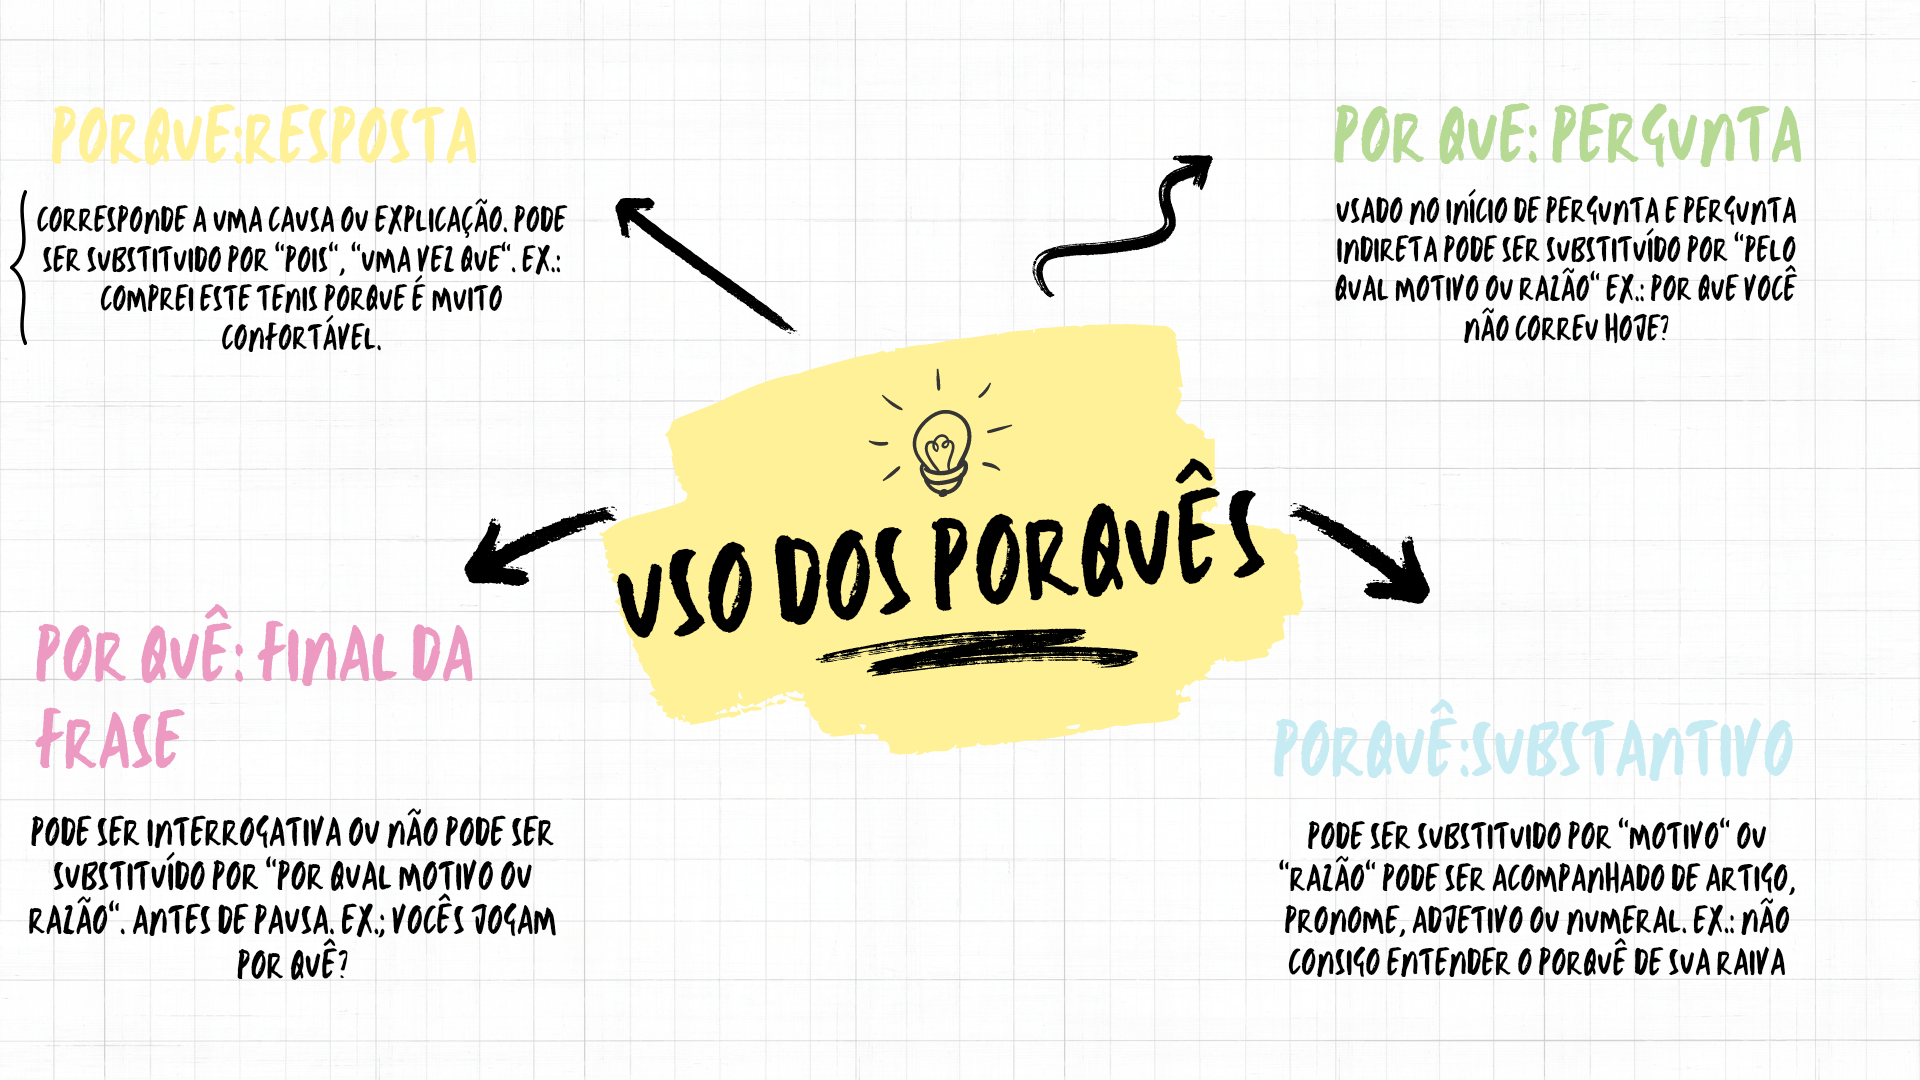 PORQUE:RESPOSTA
CORRESPONDE A UMA CAUSA OU EXPLICAÇÃO. PODE
SER SUBSTITUIDO POR “POIS“, “UMA VEZ QUE“. EX.:
COMPREI ESTE TENIS PORQUE É MUITO
CONFORTÁVEL.
POR QUE: PERGUNTA
USADO NO INÍCIO DE PERGUNTA E PERGUNTA
INDIRETA PODE SER SUBSTITUÍDO POR “PELO
QUAL MOTIVO OU RAZÃO“ EX.: POR QUE VOCÊ
NÃO CORREU HOJE?
USO DOS PORQUÊS
POR QUÊ: FINAL DA
FRASE
PODE SER INTERROGATIVA OU NÃO PODE SER
SUBSTITUÍDO POR “POR QUAL MOTIVO OU
RAZÃO“. ANTES DE PAUSA. EX.; VOCÊS JOGAM
POR QUÊ?
PORQUÊ:SUBSTANTIVO
PODE SER SUBSTITUIDO POR “MOTIVO“ OU
“RAZÃO“ PODE SER ACOMPANHADO DE ARTIGO,
PRONOME, ADJETIVO OU NUMERAL. EX.: NÃO
CONSIGO ENTENDER O PORQUÊ DE SUA RAIVA